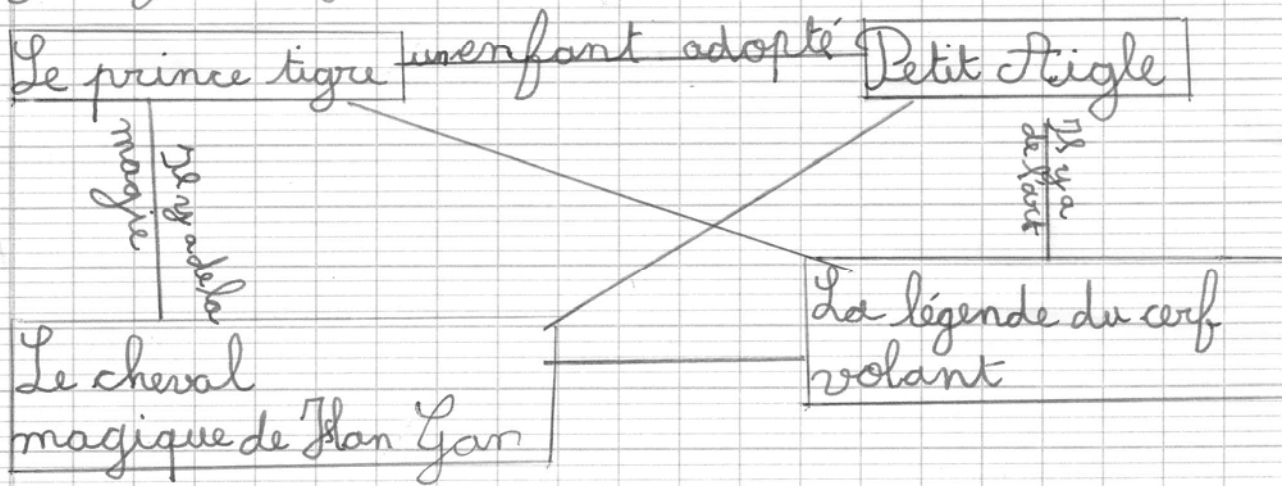 Le prince tigre
un enfant adopté
Petit Aigle
Il y a de la
magie
Il y a
de l'art
Le cheval
magique de Han Gan
La légende du cerf-
volant